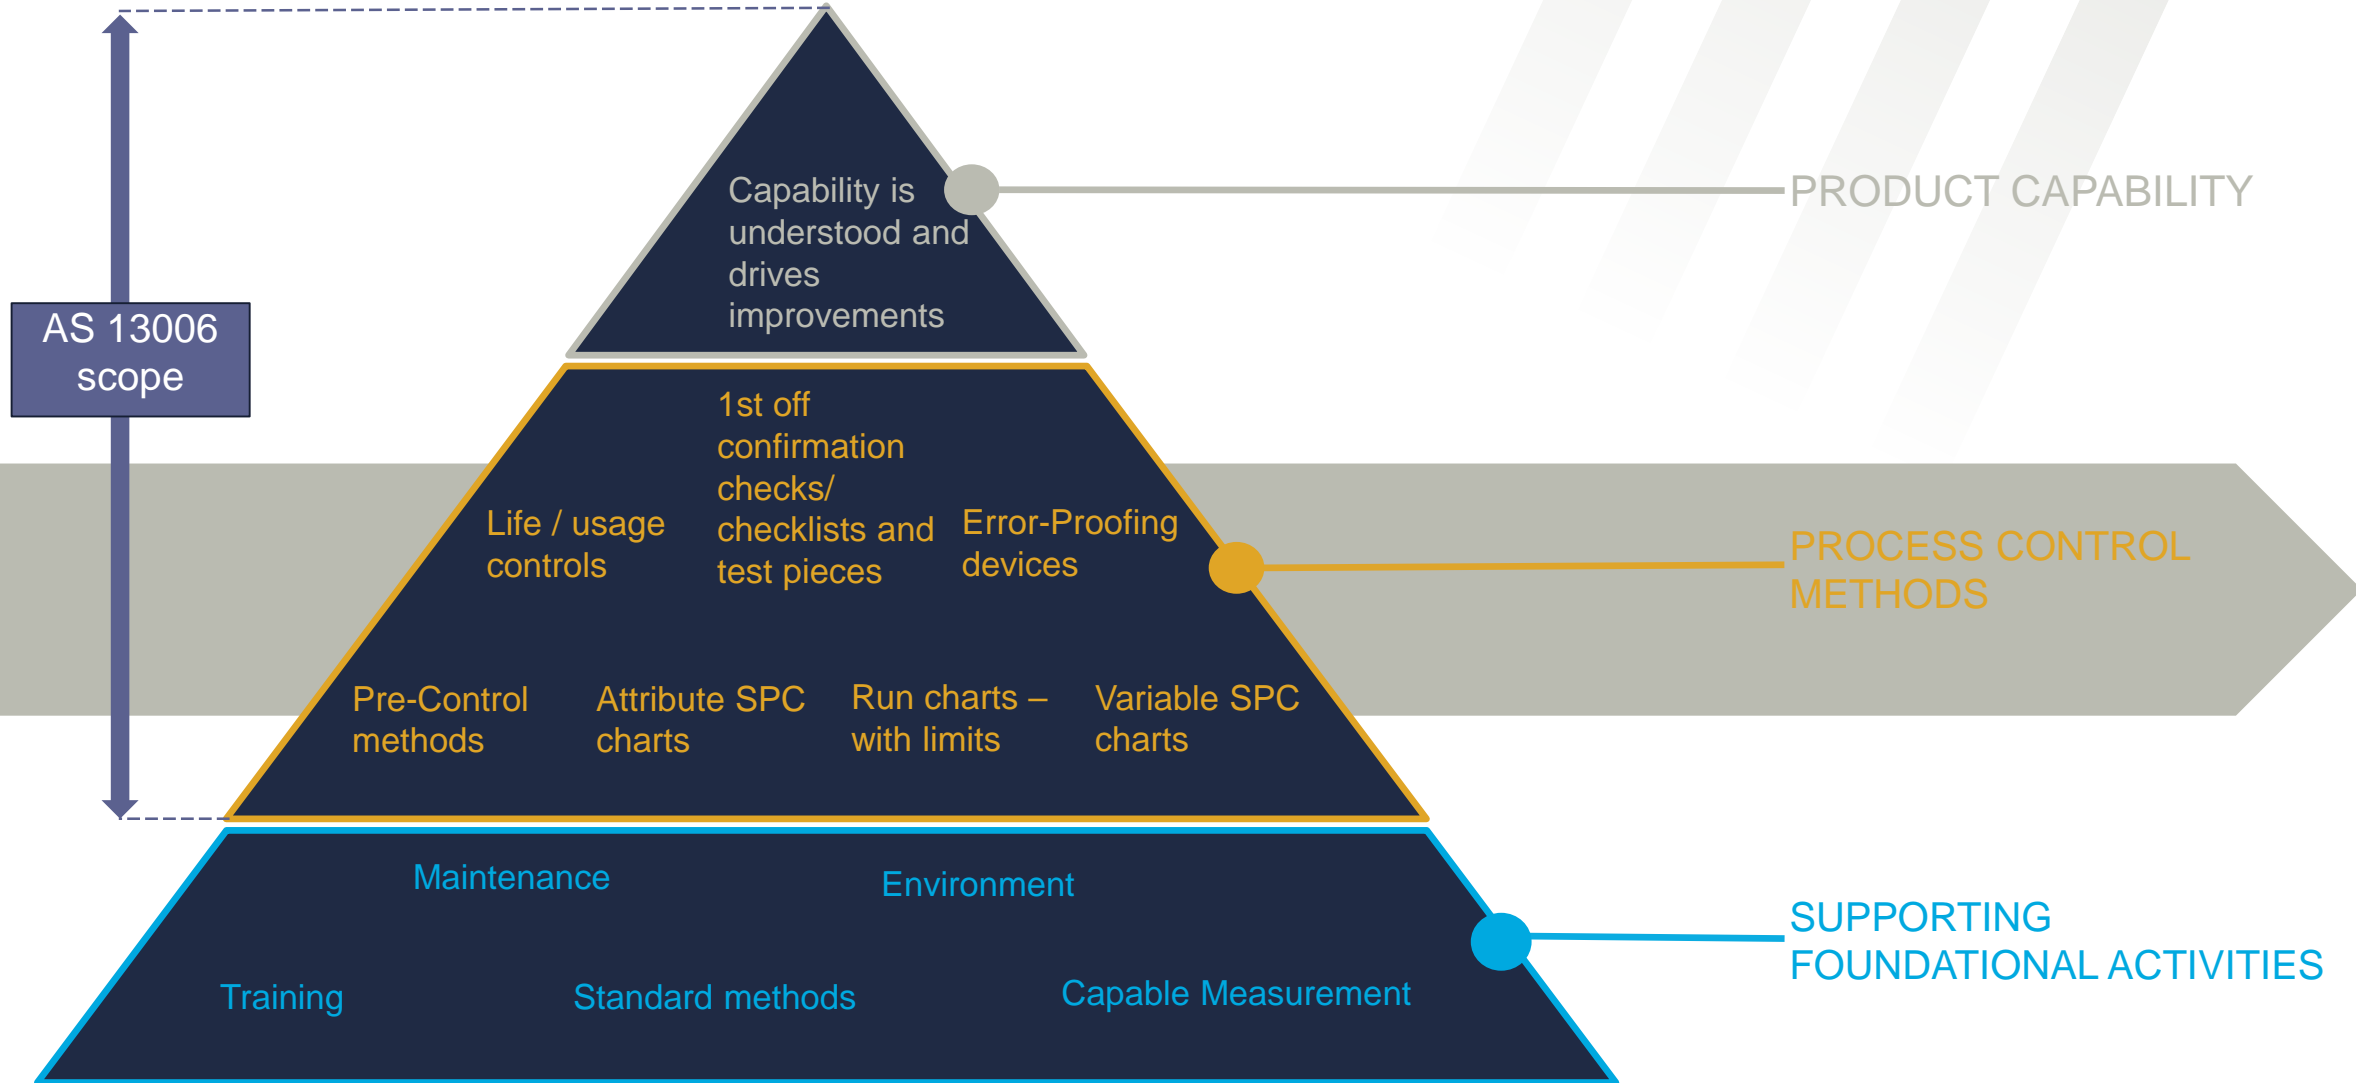 Capability is
understood and
drives
improvements
PRODUCT CAPABILITY
AS 13006
scope
1st off
confirmation
checks/
checklists and
test pieces
Life / usage
controls
Error-Proofing
devices
PROCESS CONTROL
METHODS
Pre-Control
methods
Attribute SPC
charts
Run charts –
with limits
Variable SPC
charts
Maintenance
Environment
SUPPORTING
FOUNDATIONAL ACTIVITIES
Training
Standard methods
Capable Measurement